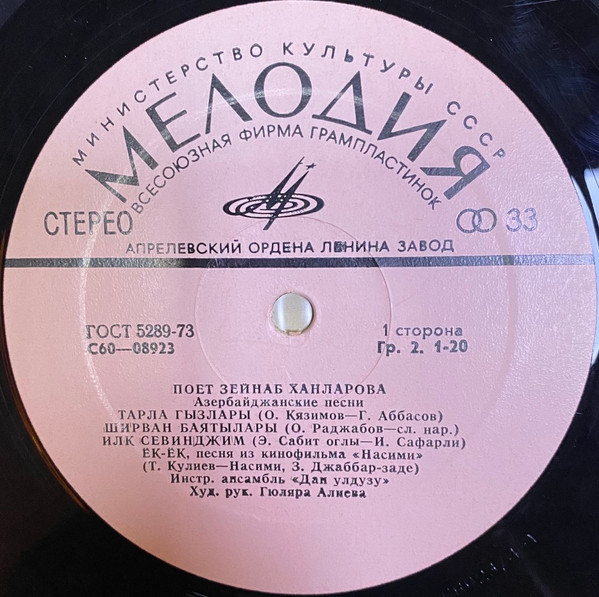 МИНИСТЕРСТВО КУЛЬТУРЫ СССР
МЕЛОДИЯ
ВСЕСОЮЗНАЯ ФИРМА ГРАМПЛАСТИНОК
СТЕРЕО
33
АПРЕЛЕВСКИЙ ОРДЕНА ЛЕНИНА ЗАВОД
ГОСТ 5289-73
1 сторона
С60—08923
Гр. 2. 1-20
ПОЕТ ЗЕЙНАБ ХАНЛАРОВА
Азербайджанские песни
ТАРЛА ГЫЗЛАРЫ (О. Кязимов—Г. Аббасов)
ШИРВАН БАЯТЫЛАРЫ (О. Раджабов—сл. нар.)
ИЛК СЕВИНДЖИМ (Э. Сабит оглы—И. Сафарли)
ЁК-ЁК, песня из кинофильма «Насими»
(Т. Кулиев—Насими, З. Джаббар-заде)
Инстр. ансамбль «Дан улдузу»
Худ. рук. Гюляра Алиева